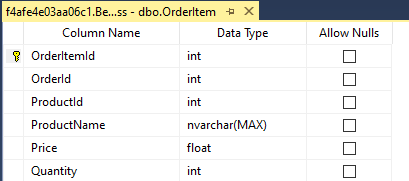 f4afe4e03aa06c1.Be...ss - dbo.OrderItem
Column Name Data Type Allow Nulls
OrderItemId int
OrderId int
ProductId int
ProductName nvarchar(MAX)
Price float
Quantity int